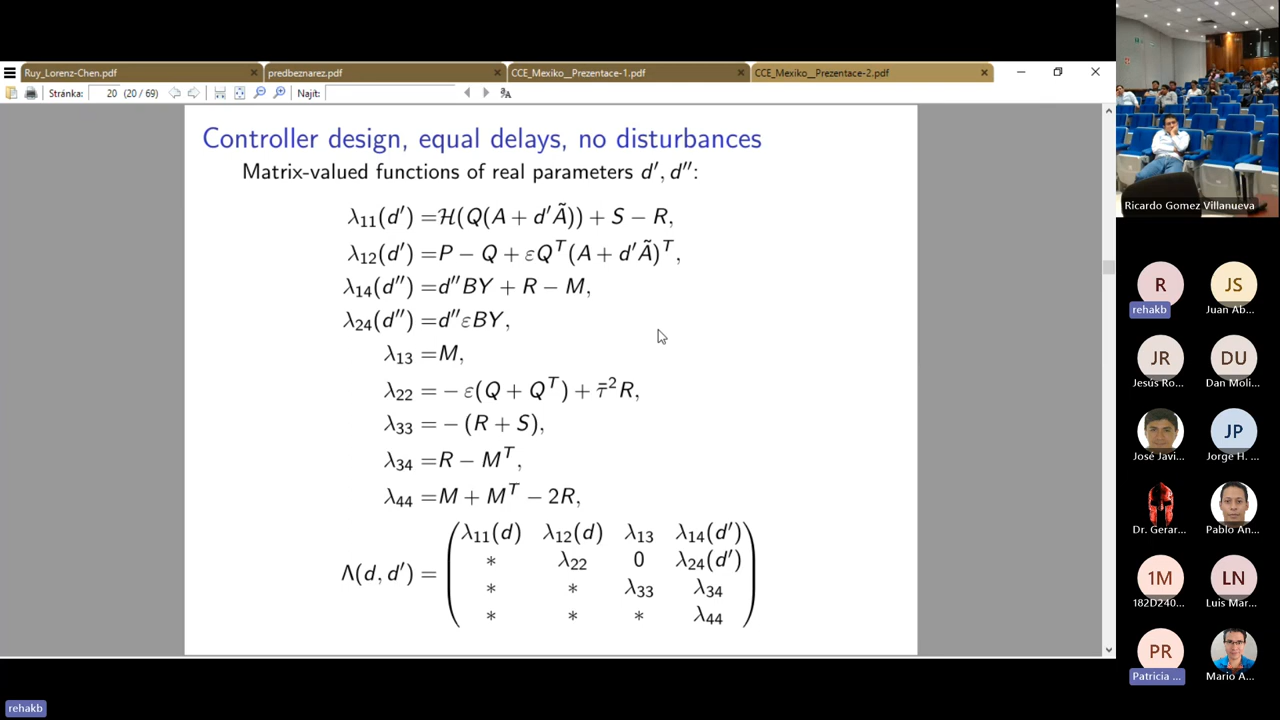 Ruy_Lorenz-Chen.pdf
predbeznarez.pdf
CCE_Mexiko__Prezentace-1.pdf
CCE_Mexiko__Prezentace-2.pdf
Stránka: 20 (20 / 69)
Najít:
Controller design, equal delays, no disturbances
Matrix-valued functions of real parameters d′, d″:
λ₁₁(d′) =ℋ(Q(A + d′Ã)) + S − R,
λ₁₂(d′) =P − Q + εQᵀ(A + d′Ã)ᵀ,
λ₁₄(d″) =d″BY + R − M,
λ₂₄(d″) =d″εBY,
λ₁₃ =M,
λ₂₂ = − ε(Q + Qᵀ) + τ̄²R,
λ₃₃ = − (R + S),
λ₃₄ =R − Mᵀ,
λ₄₄ =M + Mᵀ − 2R,
Λ(d, d′) =
λ₁₁(d) λ₁₂(d) λ₁₃ λ₁₄(d′)
* λ₂₂ 0 λ₂₄(d′)
* * λ₃₃ λ₃₄
* * * λ₄₄
Ricardo Gomez Villanueva
R
rehakb
JS
Juan Ab...
JR
Jesús Ro...
DU
Dan Moli...
José Javi...
JP
Jorge H. ...
Dr. Gerar...
Pablo An...
1M
182D240...
LN
Luis Mar...
PR
Patricia ...
Mario A...
rehakb